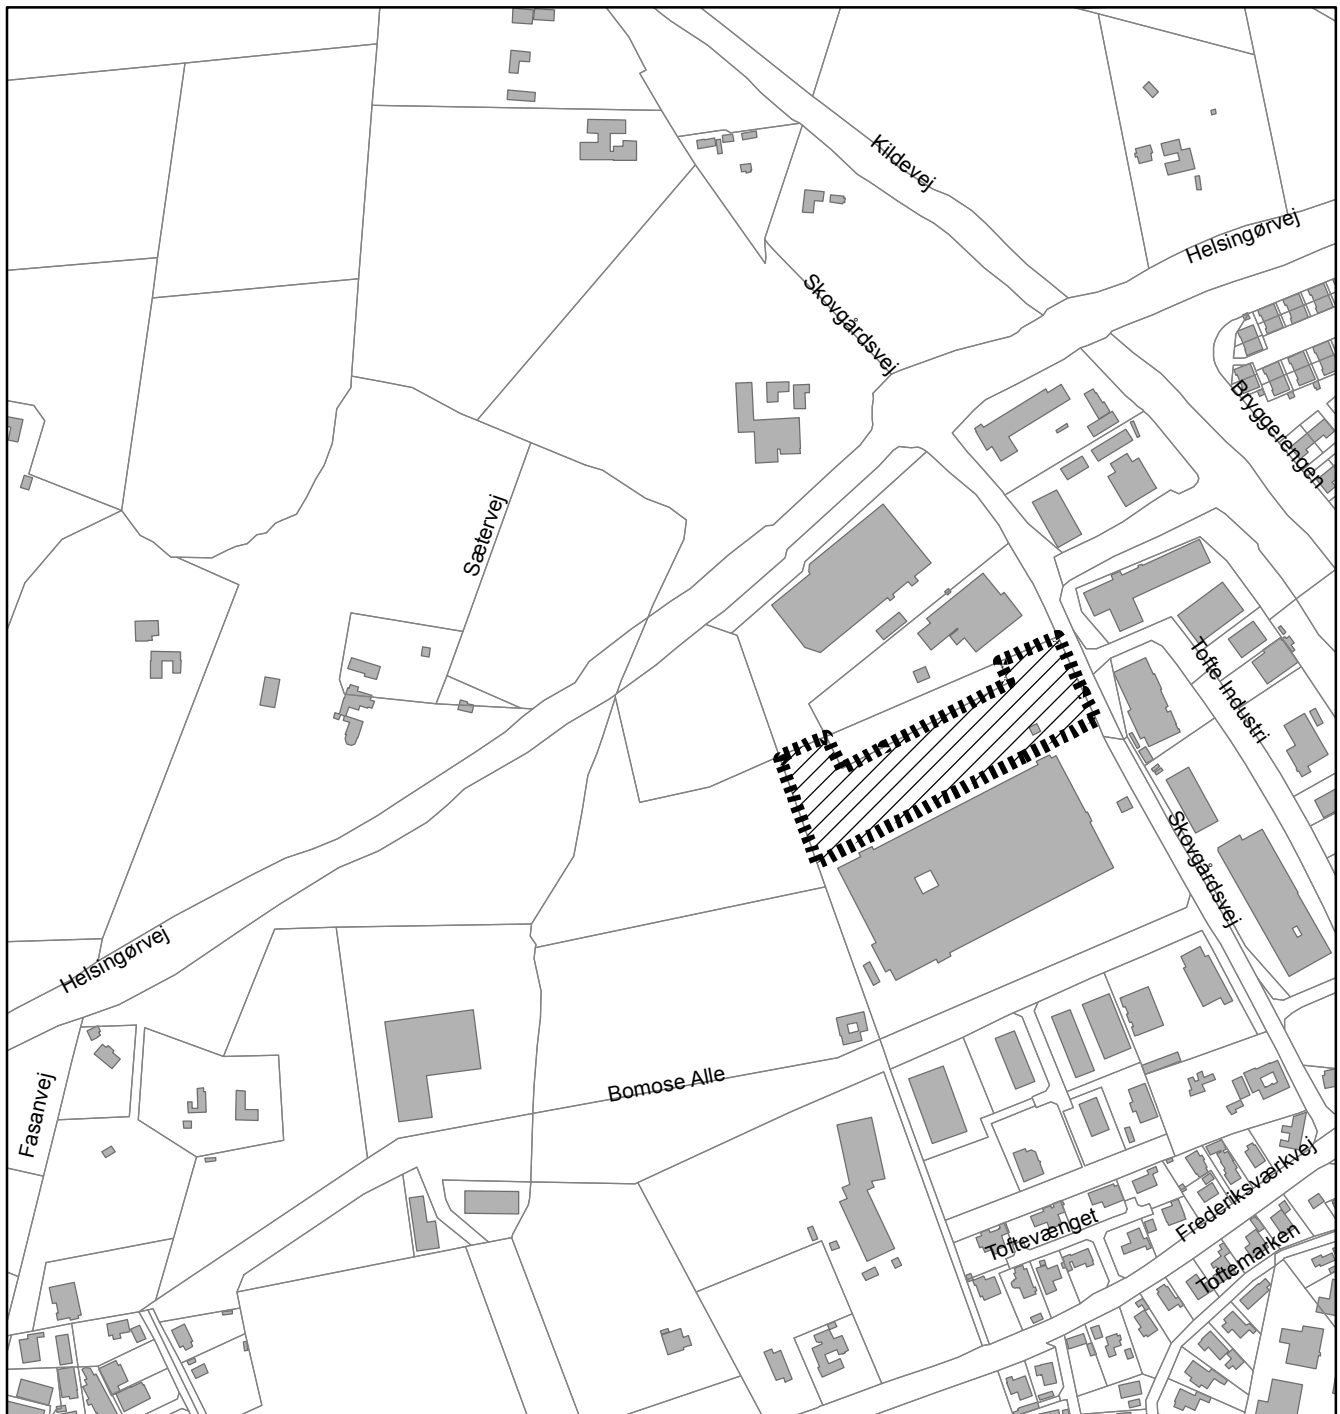 Kildevej
Helsingørvej
Skovgårdsvej
Bryggerengen
Sætervej
Tofte Industri
Skovgårdsvej
Helsingørvej
Bomose Alle
Fasanvej
Frederiksværkvej
Toftevænget
Toftemarken